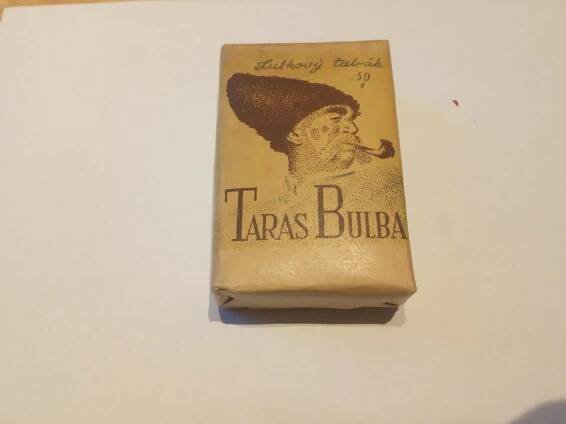 Lulkový tabák
50
g
TARAS BULBA